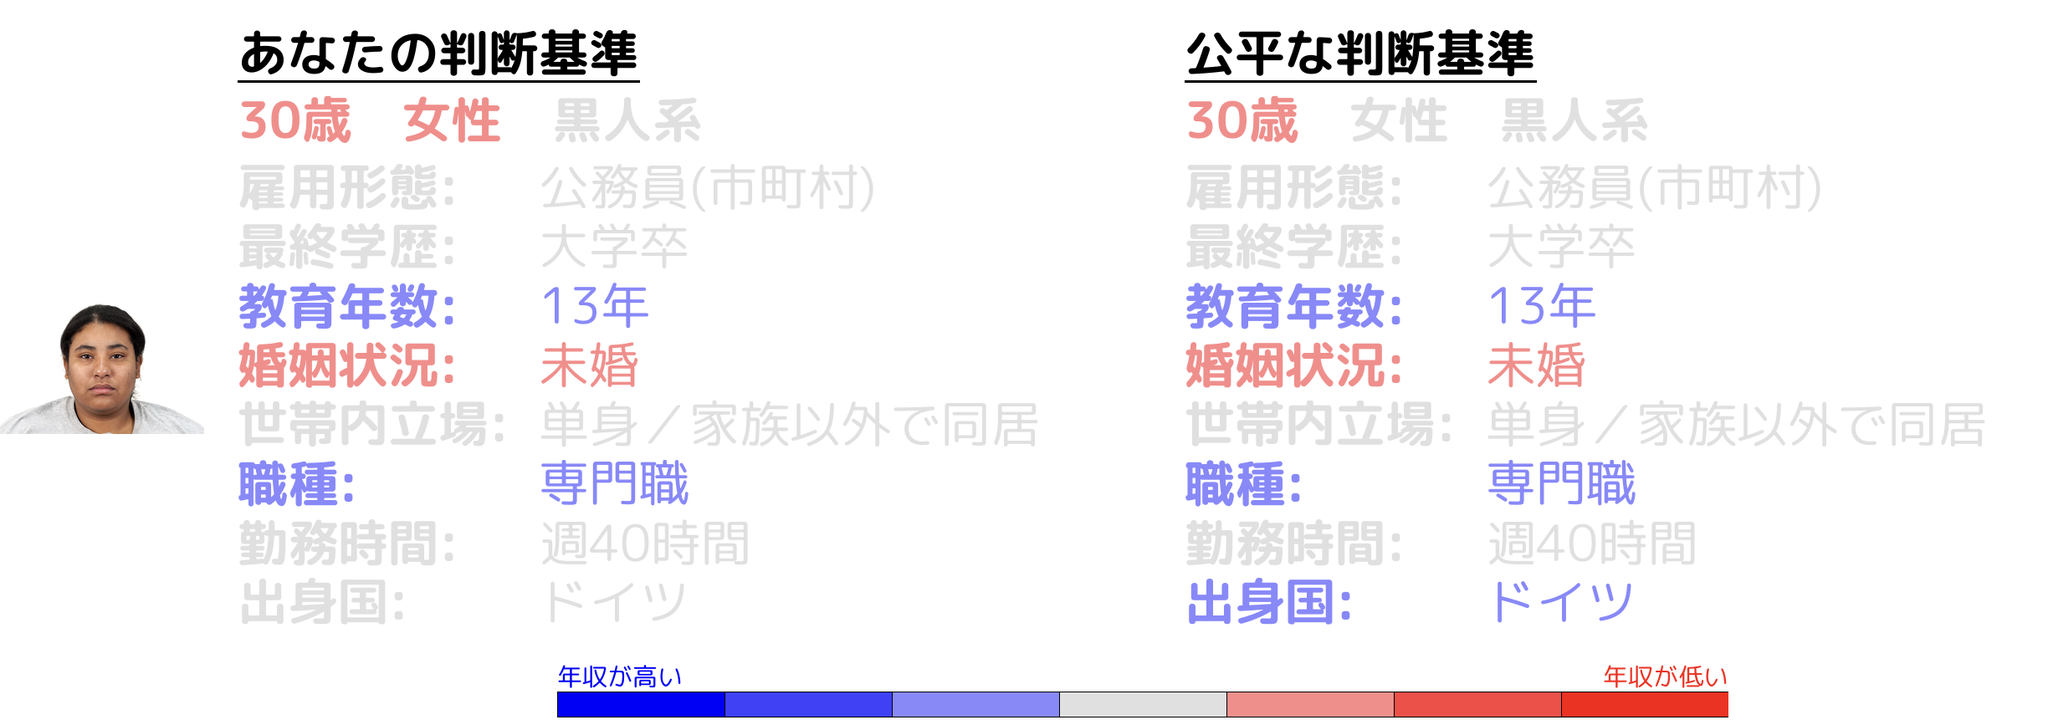 あなたの判断基準
30歳 女性 黒人系
雇用形態: 公務員(市町村)
最終学歴: 大学卒
教育年数: 13年
婚姻状況: 未婚
世帯内立場: 単身／家族以外で同居
職種: 専門職
勤務時間: 週40時間
出身国: ドイツ
公平な判断基準
30歳 女性 黒人系
雇用形態: 公務員(市町村)
最終学歴: 大学卒
教育年数: 13年
婚姻状況: 未婚
世帯内立場: 単身／家族以外で同居
職種: 専門職
勤務時間: 週40時間
出身国: ドイツ
年収が高い
年収が低い